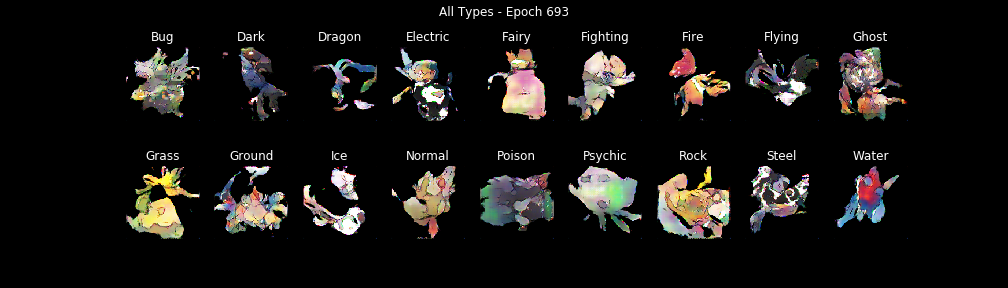 All Types - Epoch 693
Bug Dark Dragon Electric Fairy Fighting Fire Flying Ghost
Grass Ground Ice Normal Poison Psychic Rock Steel Water